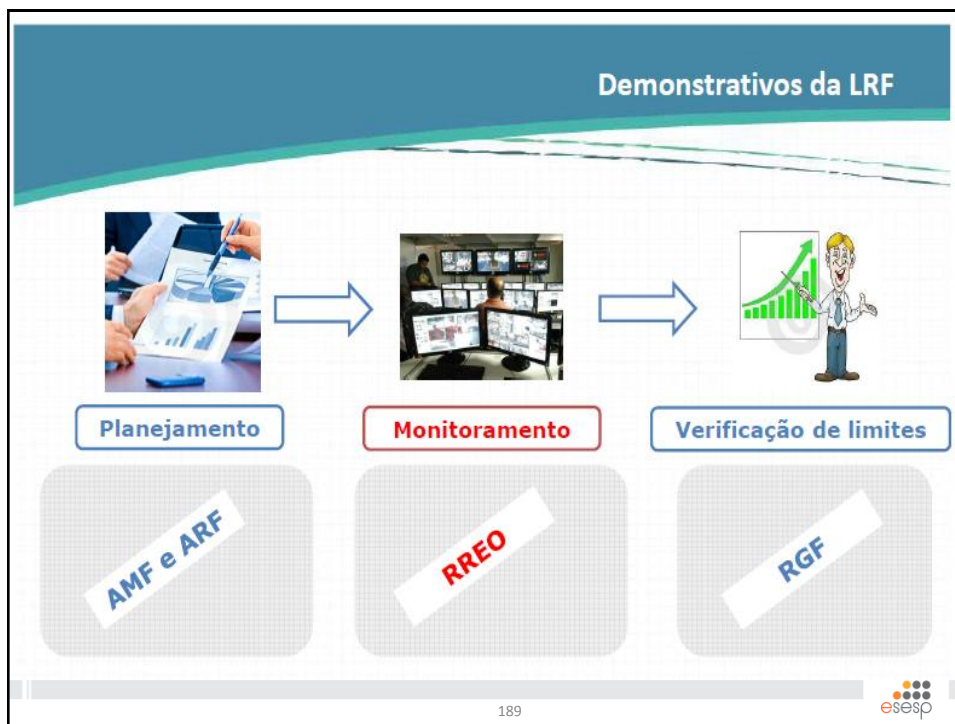 Demonstrativos da LRF
Planejamento
Monitoramento
Verificação de limites
AMF e ARF
RREO
RGF
189
esesp